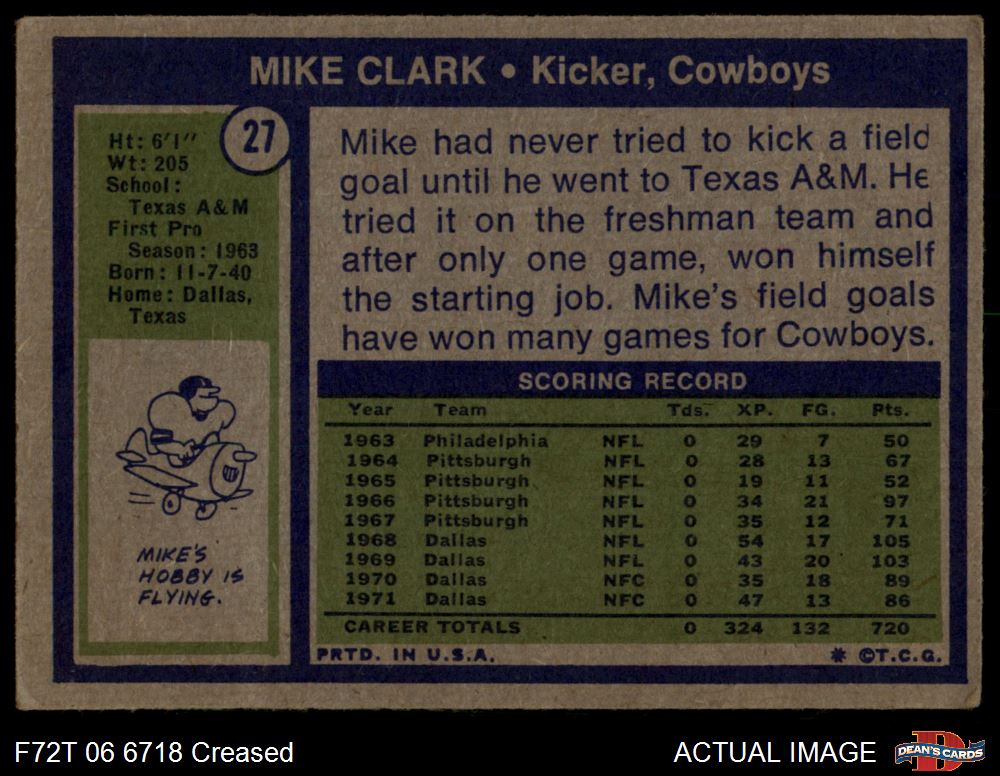 MIKE CLARK • Kicker, Cowboys
27
Ht: 6'1"
Wt: 205
School:
Texas A&M
First Pro
Season: 1963
Born: 11-7-40
Home: Dallas,
Texas
MIKE'S
HOBBY IS
FLYING.
Mike had never tried to kick a field
goal until he went to Texas A&M. He
tried it on the freshman team and
after only one game, won himself
the starting job. Mike's field goals
have won many games for Cowboys.
SCORING RECORD
Year Team Tds. XP. FG. Pts.
1963 Philadelphia NFL 0 29 7 50
1964 Pittsburgh NFL 0 28 13 67
1965 Pittsburgh NFL 0 19 11 52
1966 Pittsburgh NFL 0 34 21 97
1967 Pittsburgh NFL 0 35 12 71
1968 Dallas NFL 0 54 17 105
1969 Dallas NFL 0 43 20 103
1970 Dallas NFC 0 35 18 89
1971 Dallas NFC 0 47 13 86
CAREER TOTALS 0 324 132 720
PRTD. IN U.S.A. * ©T.C.G.
F72T 06 6718 Creased ACTUAL IMAGE D DEAN'S CARDS